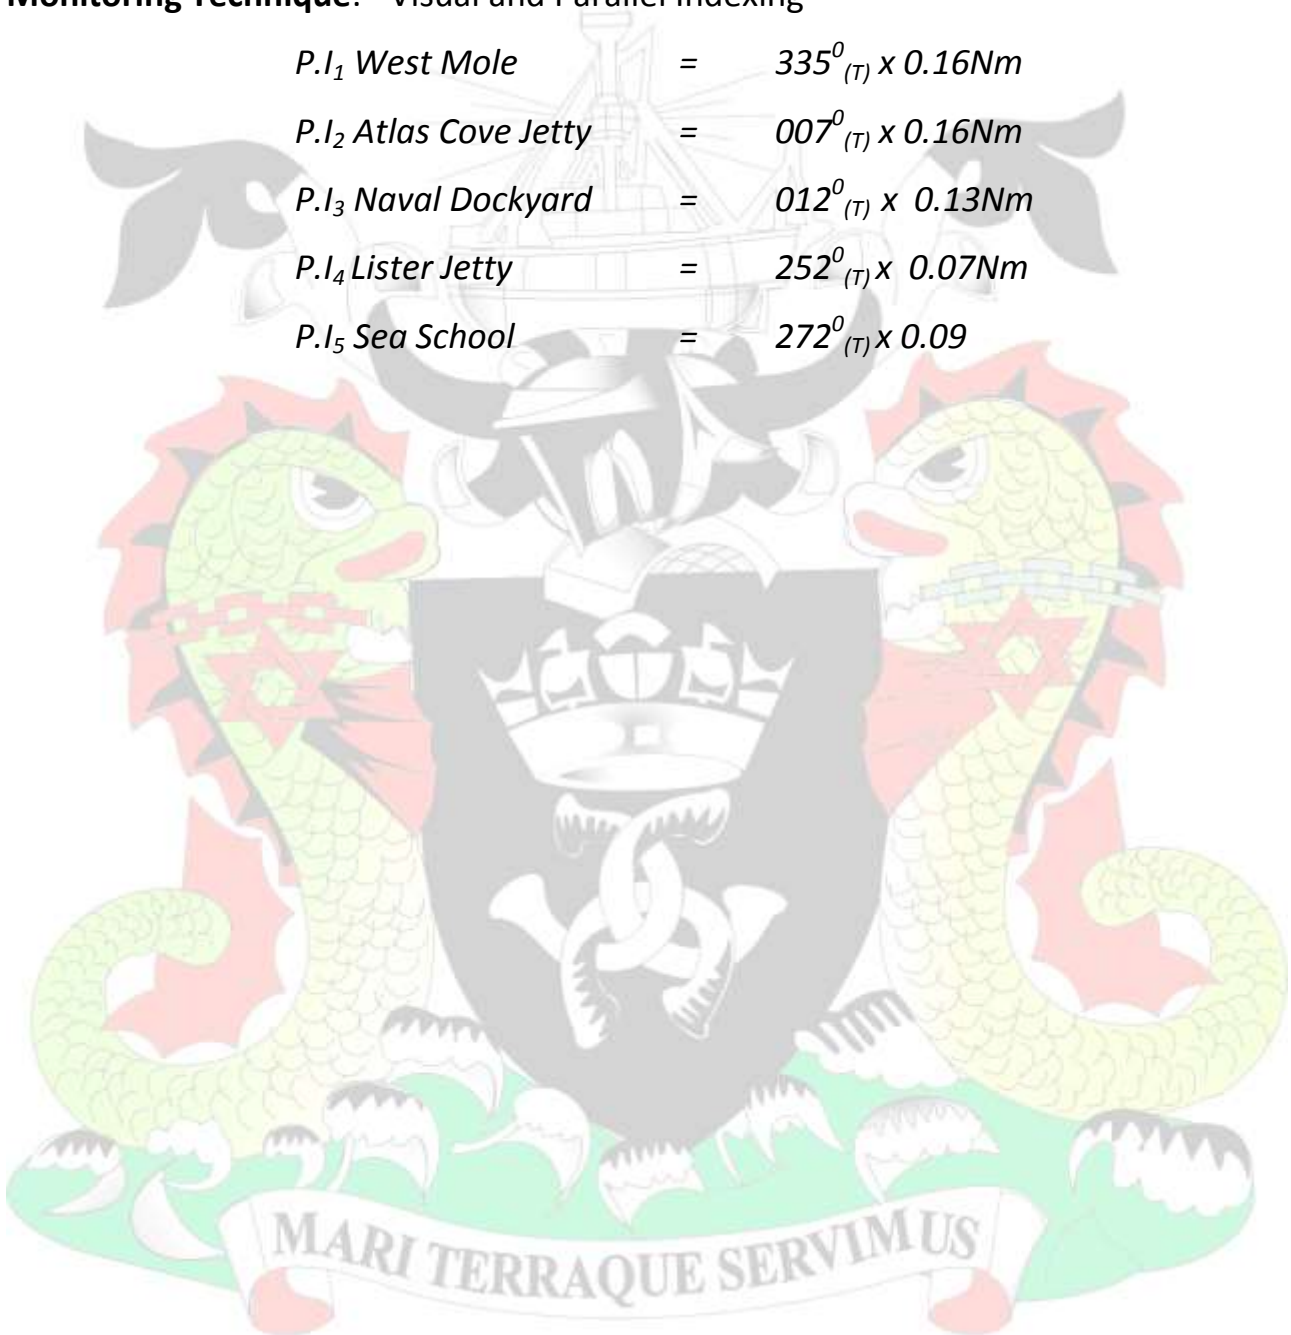 Monitoring Technique: Visual and Parallel Indexing
P.I₁ West Mole = 335⁰₍T₎ x 0.16Nm
P.I₂ Atlas Cove Jetty = 007⁰₍T₎ x 0.16Nm
P.I₃ Naval Dockyard = 012⁰₍T₎ x 0.13Nm
P.I₄ Lister Jetty = 252⁰₍T₎ x 0.07Nm
P.I₅ Sea School = 272⁰₍T₎ x 0.09
MARI TERRAQUE SERVIMUS